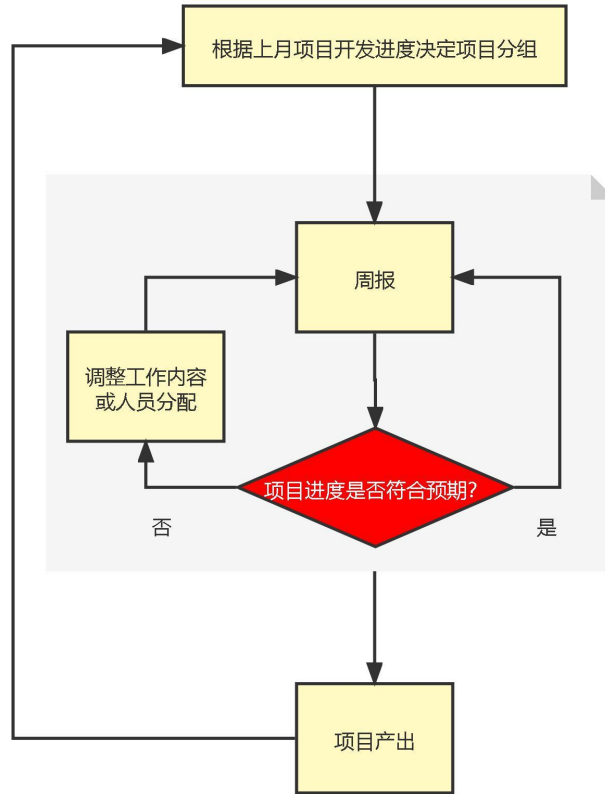 根据上月项目开发进度决定项目分组
周报
调整工作内容
或人员分配
项目进度是否符合预期?
否
是
项目产出